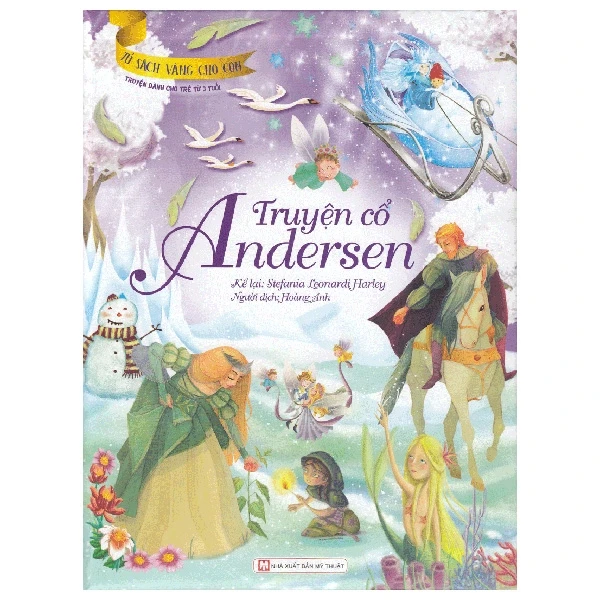 TỦ SÁCH VÀNG CHO CON
TRUYỆN DÀNH CHO TRẺ TỪ 3 TUỔI
Truyện cổ
Andersen
Kể lại: Stefania Leonardi Harley
Người dịch: Hoàng Anh
NHÀ XUẤT BẢN MỸ THUẬT